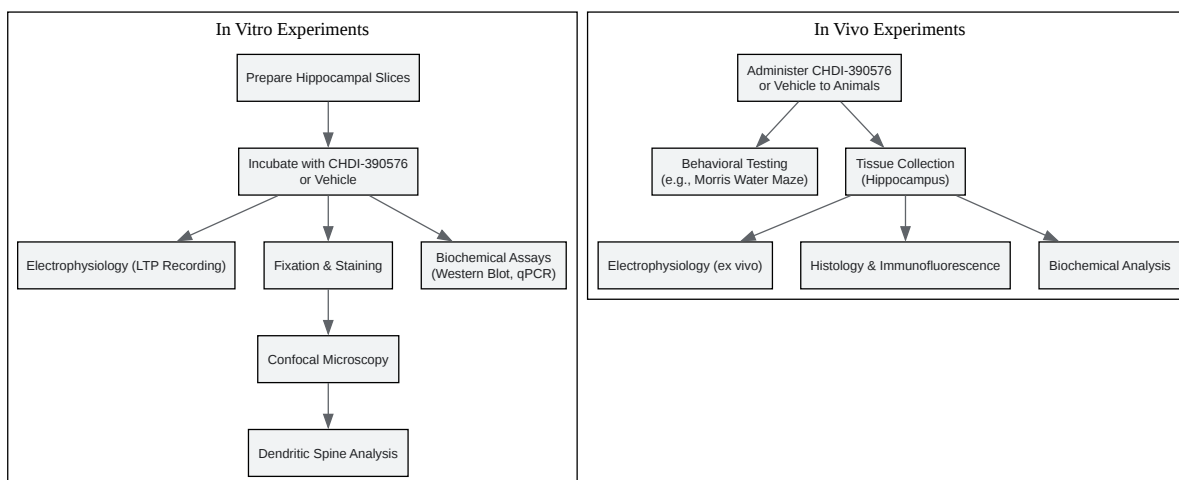 In Vitro Experiments
Prepare Hippocampal Slices
Incubate with CHDI-390576
or Vehicle
Electrophysiology (LTP Recording)
Fixation & Staining
Biochemical Assays
(Western Blot, qPCR)
Confocal Microscopy
Dendritic Spine Analysis
In Vivo Experiments
Administer CHDI-390576
or Vehicle to Animals
Behavioral Testing
(e.g., Morris Water Maze)
Tissue Collection
(Hippocampus)
Electrophysiology (ex vivo)
Histology & Immunofluorescence
Biochemical Analysis